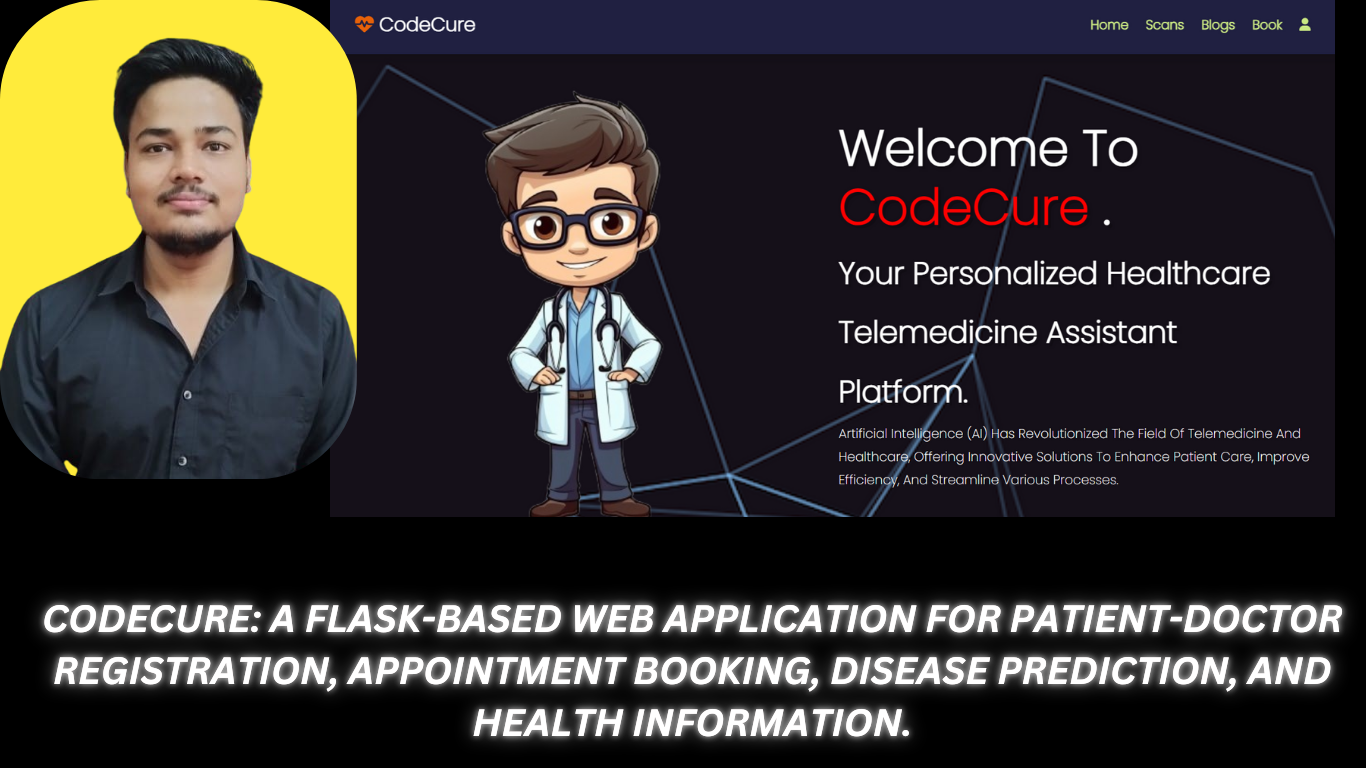 CodeCure
Home Scans Blogs Book
Welcome To
CodeCure .
Your Personalized Healthcare
Telemedicine Assistant
Platform.
Artificial Intelligence (AI) Has Revolutionized The Field Of Telemedicine And
Healthcare, Offering Innovative Solutions To Enhance Patient Care, Improve
Efficiency, And Streamline Various Processes.
CODECURE: A FLASK-BASED WEB APPLICATION FOR PATIENT-DOCTOR
REGISTRATION, APPOINTMENT BOOKING, DISEASE PREDICTION, AND
HEALTH INFORMATION.